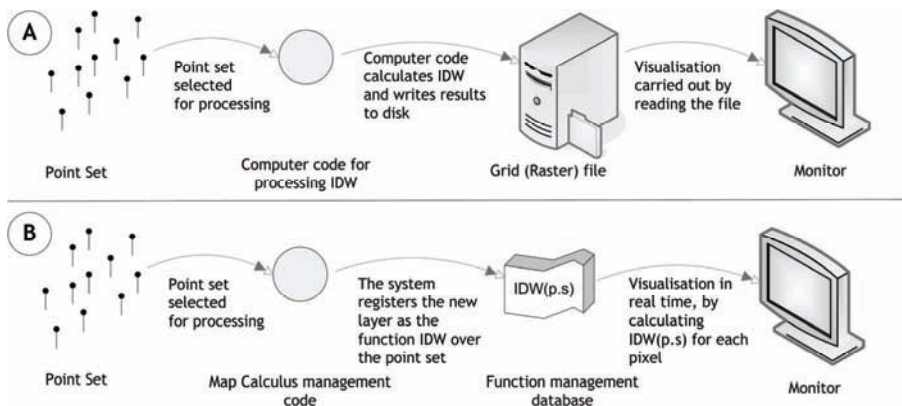 A
Point set
selected
for processing
Computer code
calculates IDW
and writes results
to disk
Visualisation
carried out by
reading the file
Point Set
Computer code for
processing IDW
Grid (Raster) file
Monitor
B
Point set
selected
for processing
The system
registers the new
layer as the
function IDW over
the point set
IDW(p.s)
Visualisation in
real time, by
calculating
IDW(p.s) for each
pixel
Point Set
Map Calculus management
code
Function management
database
Monitor